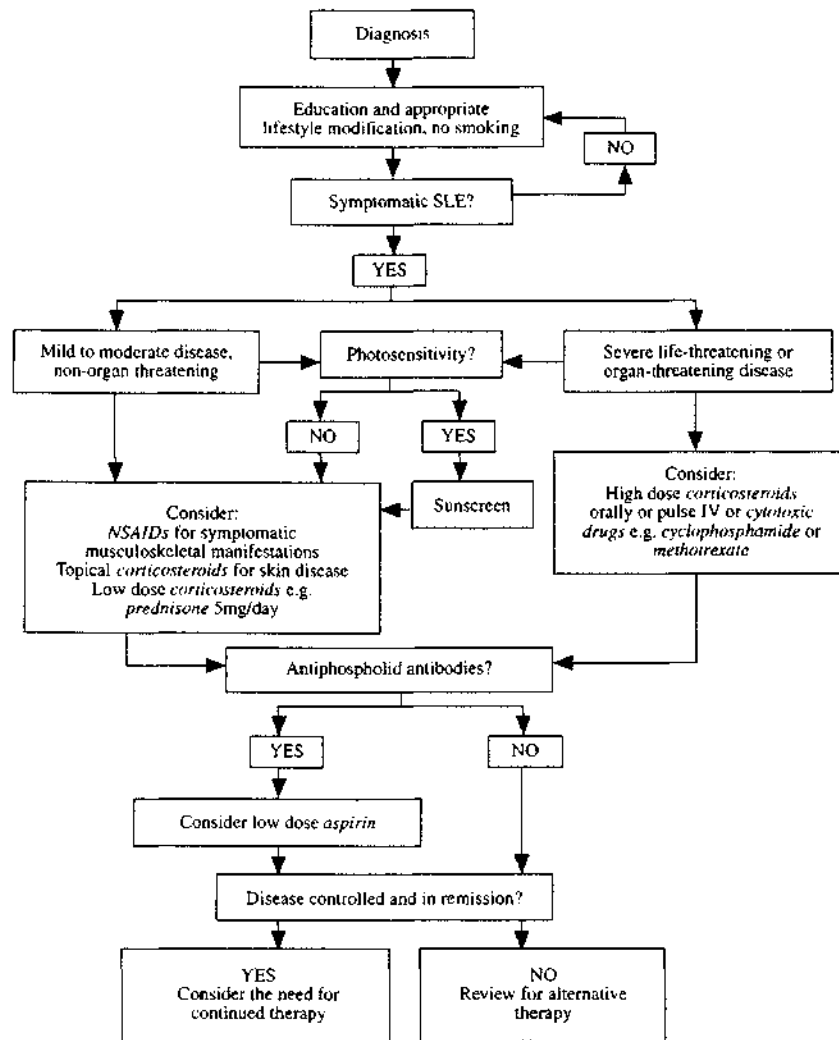 Diagnosis
Education and appropriate
lifestyle modification, no smoking
NO
Symptomatic SLE?
YES
Mild to moderate disease,
non-organ threatening
Photosensitivity?
Severe life-threatening or
organ-threatening disease
NO
YES
Sunscreen
Consider:
NSAIDs for symptomatic
musculoskeletal manifestations
Topical corticosteroids for skin disease
Low dose corticosteroids e.g.
prednisone 5mg/day
Consider:
High dose corticosteroids
orally or pulse IV or cytotoxic
drugs e.g. cyclophosphamide or
methotrexate
Antiphospholid antibodies?
YES
NO
Consider low dose aspirin
Disease controlled and in remission?
YES
Consider the need for
continued therapy
NO
Review for alternative
therapy